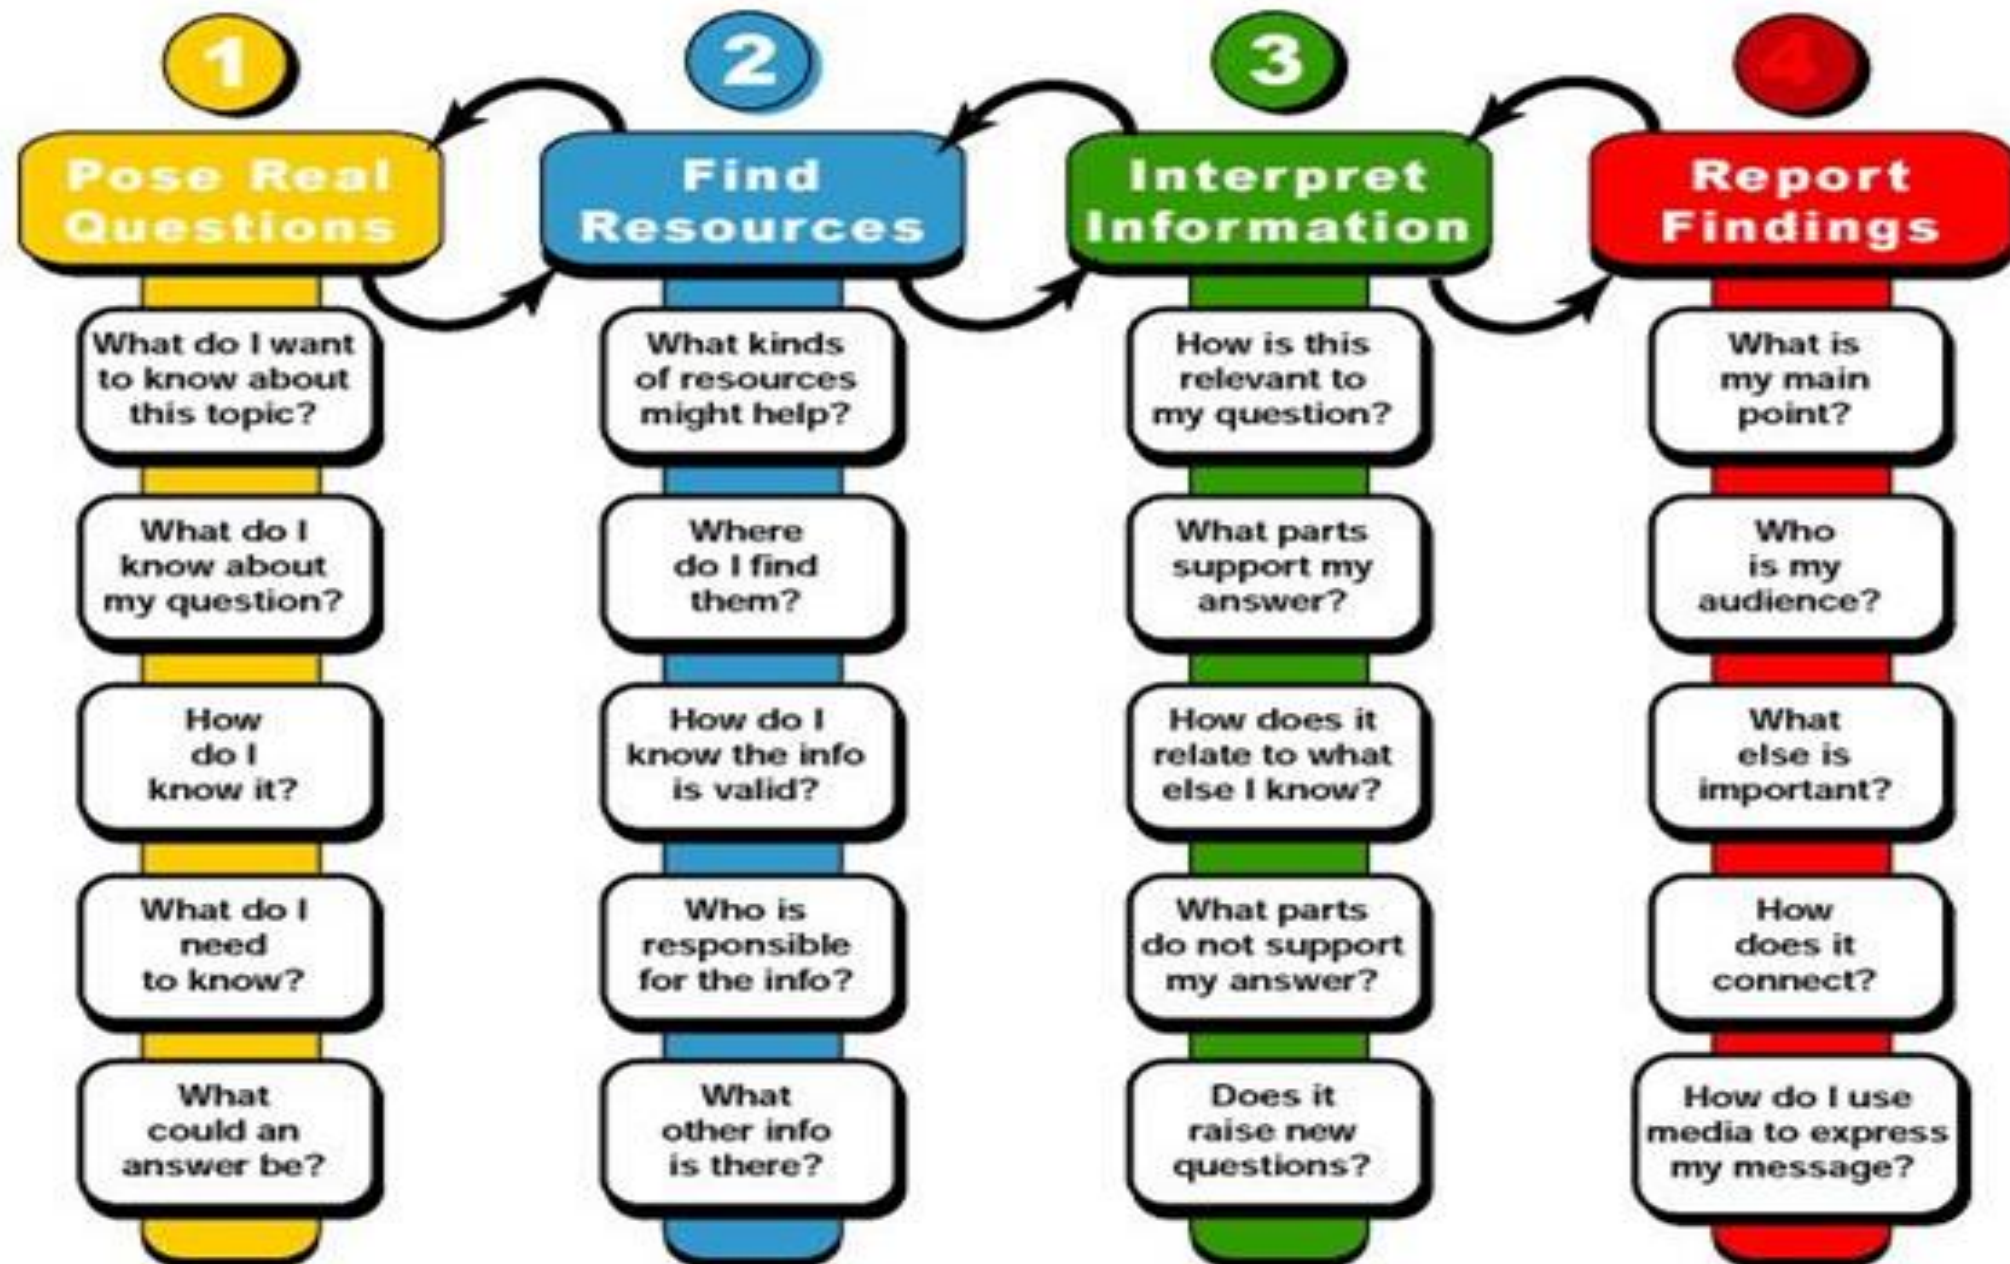 1
Pose Real
Questions
What do I want
to know about
this topic?
What do I
know about
my question?
How
do I
know it?
What do I
need
to know?
What
could an
answer be?
2
Find
Resources
What kinds
of resources
might help?
Where
do I find
them?
How do I
know the info
is valid?
Who is
responsible
for the info?
What
other info
is there?
3
Interpret
Information
How is this
relevant to
my question?
What parts
support my
answer?
How does it
relate to what
else I know?
What parts
do not support
my answer?
Does it
raise new
questions?
4
Report
Findings
What is
my main
point?
Who
is my
audience?
What
else is
important?
How
does it
connect?
How do I use
media to express
my message?